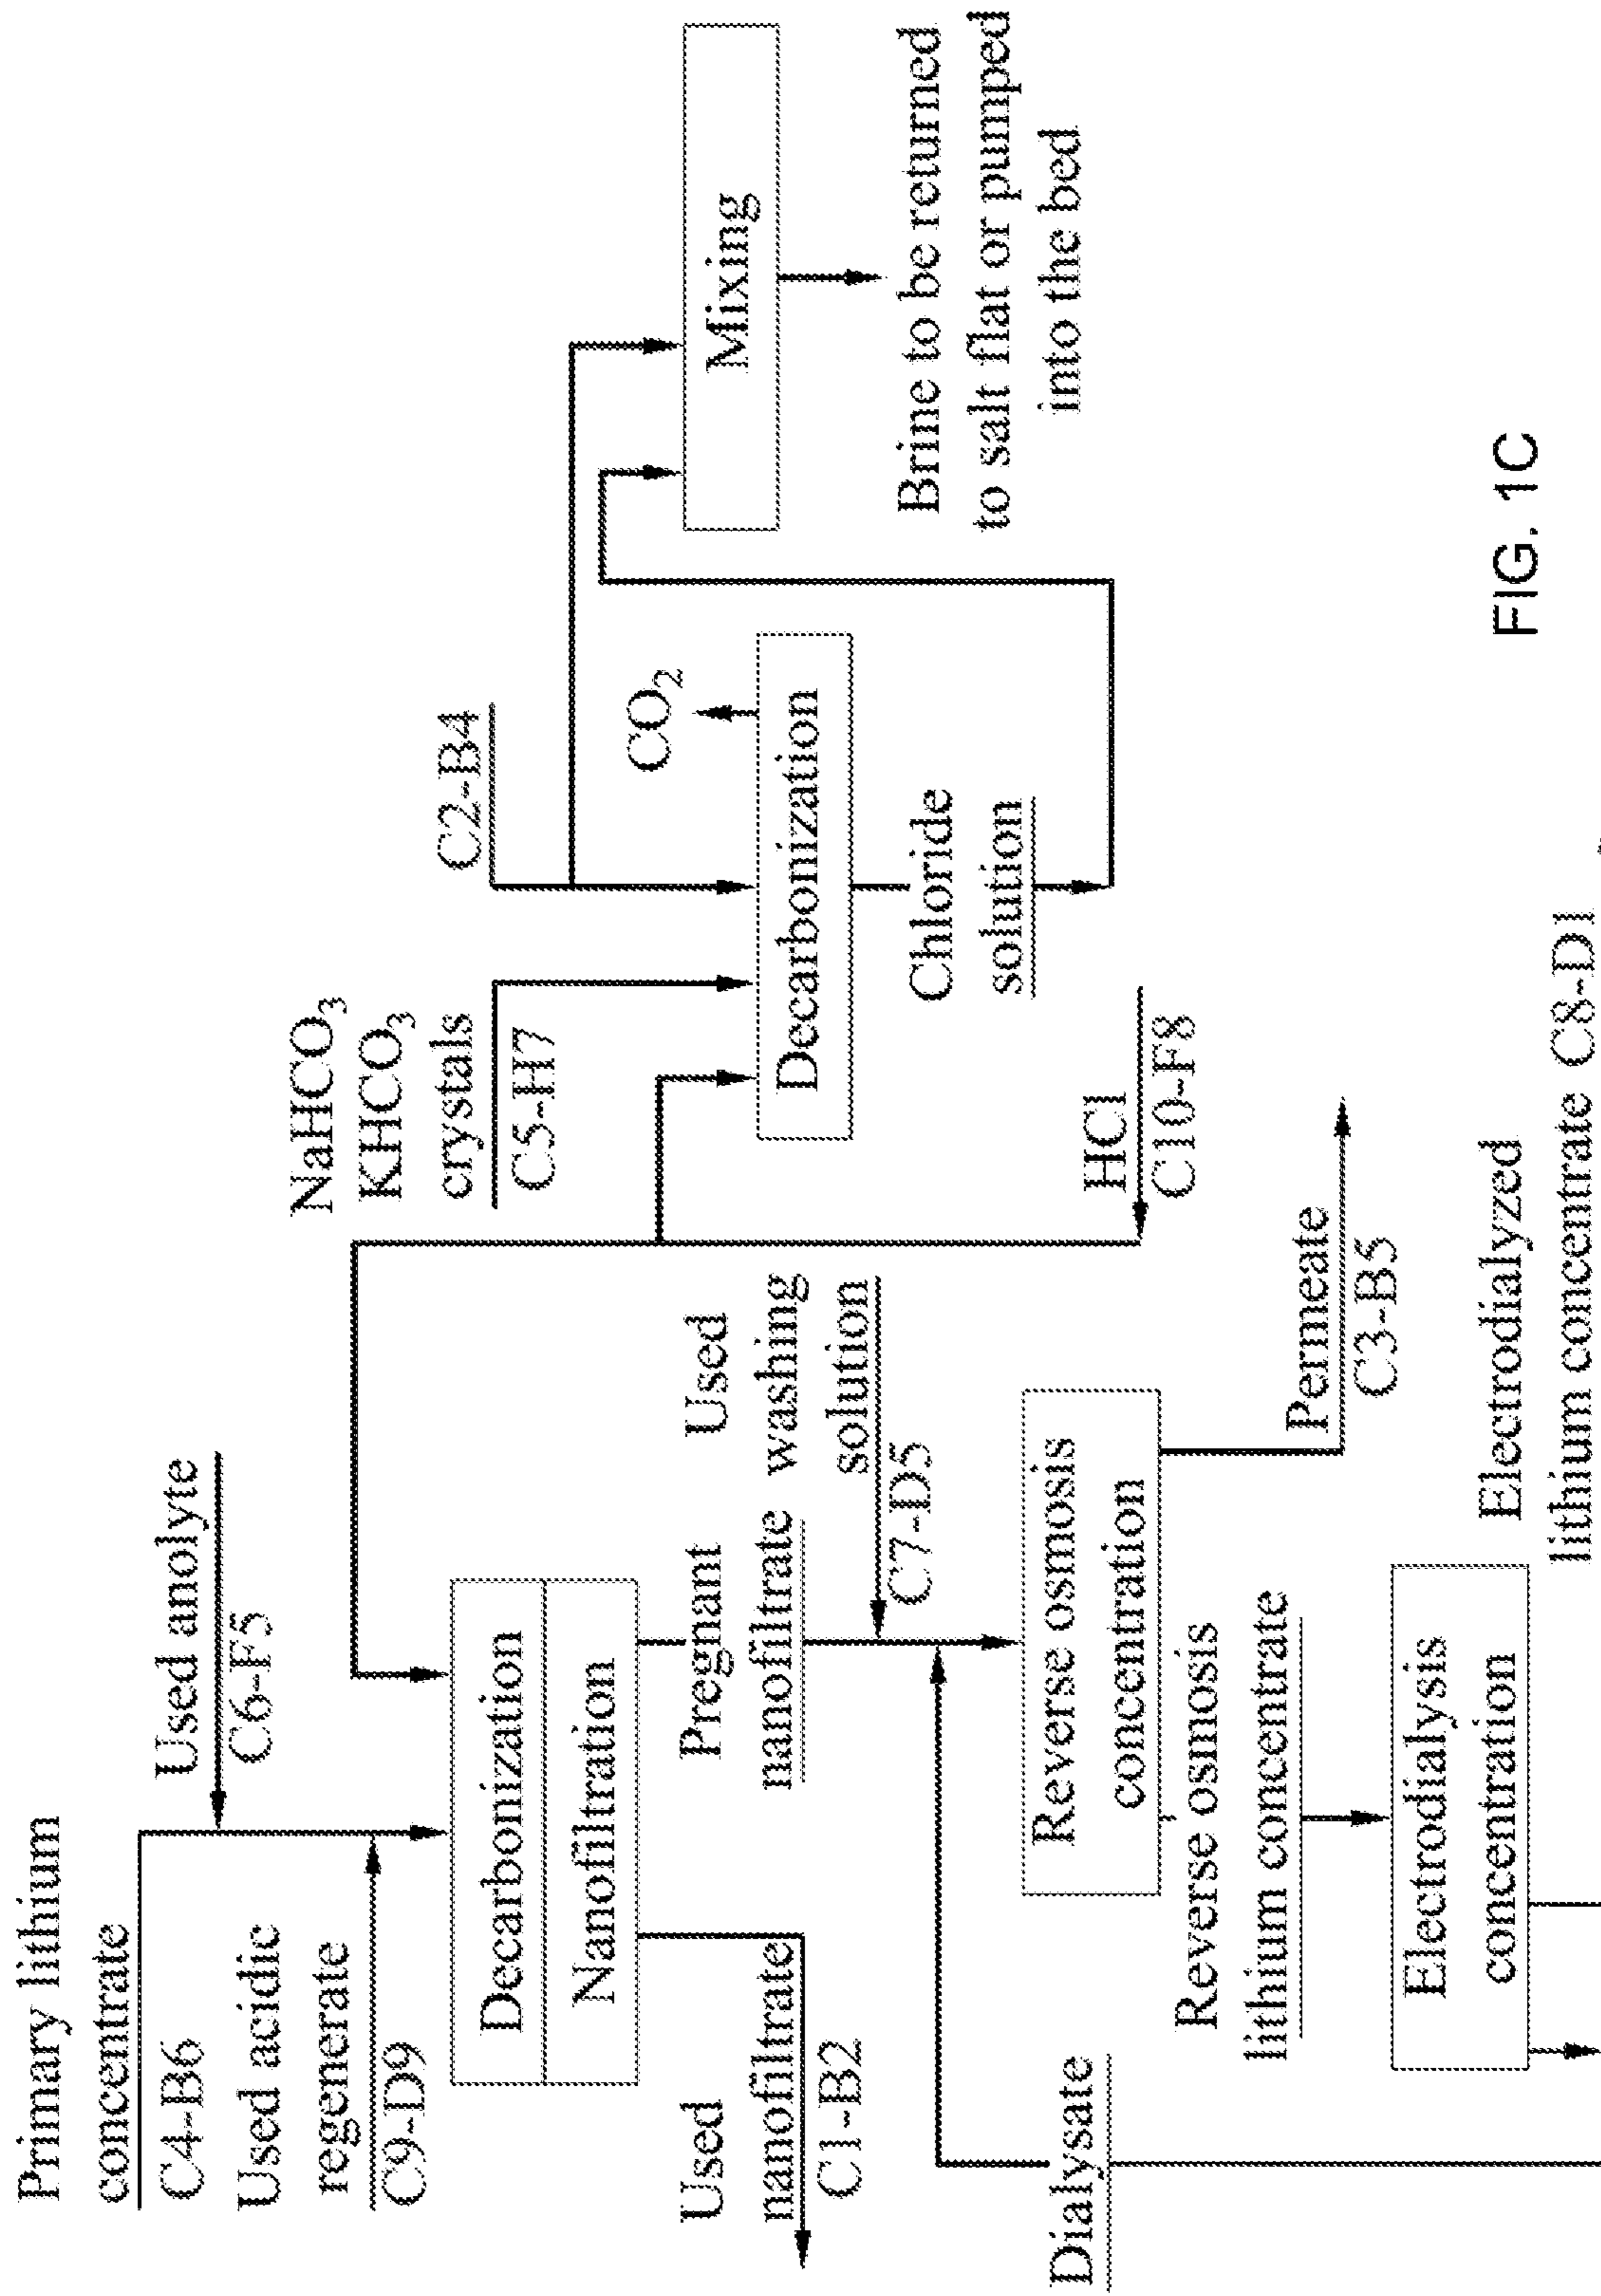 Primary lithium
concentrate
C4-B6
Used anolyte
C6-F5
Used acidic
regenerate
C9-D9
Decarbonization
Nanofiltration
Used
nanofiltrate
C1-B2
Pregnant
nanofiltrate
Used
washing
solution
C7-D5
Dialysate
Reverse osmosis
concentration
Permeate
C3-B5
Reverse osmosis
lithium concentrate
Electrodialysis
concentration
Electrodialyzed
lithium concentrate C8-D1
NaHCO₃
KHCO₃
crystals
C5-H7
C2-B4
CO₂
Decarbonization
Chloride
solution
HCl
C10-F8
Mixing
Brine to be returned
to salt flat or pumped
into the bed
FIG. 1C